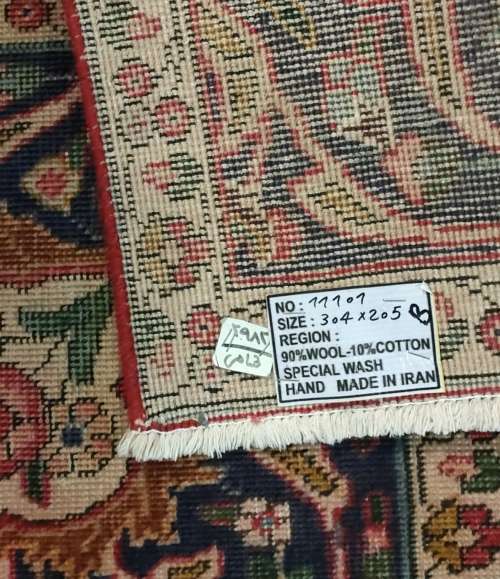 NO : 11101
SIZE : 304 x 205
REGION :
90%WOOL-10%COTTON
SPECIAL WASH
HAND MADE IN IRAN
B